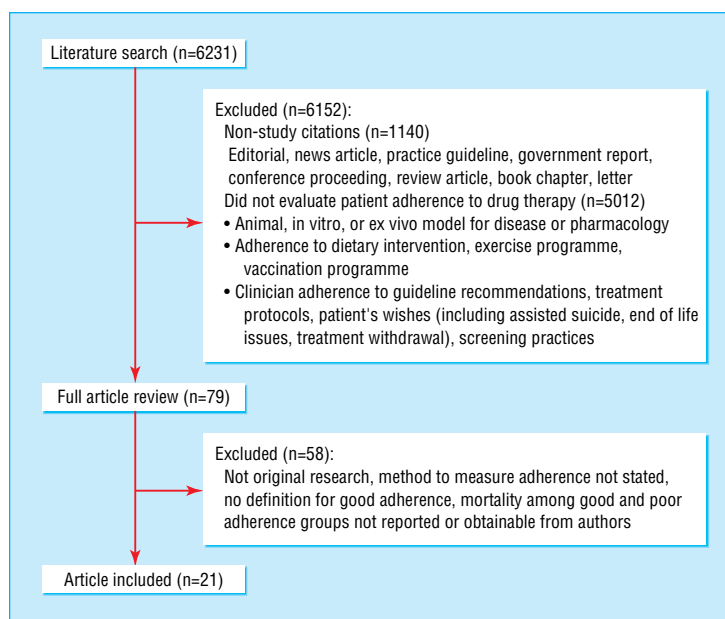 Literature search (n=6231)
Excluded (n=6152):
Non-study citations (n=1140)
Editorial, news article, practice guideline, government report,
conference proceeding, review article, book chapter, letter
Did not evaluate patient adherence to drug therapy (n=5012)
• Animal, in vitro, or ex vivo model for disease or pharmacology
• Adherence to dietary intervention, exercise programme,
vaccination programme
• Clinician adherence to guideline recommendations, treatment
protocols, patient's wishes (including assisted suicide, end of life
issues, treatment withdrawal), screening practices
Full article review (n=79)
Excluded (n=58):
Not original research, method to measure adherence not stated,
no definition for good adherence, mortality among good and poor
adherence groups not reported or obtainable from authors
Article included (n=21)